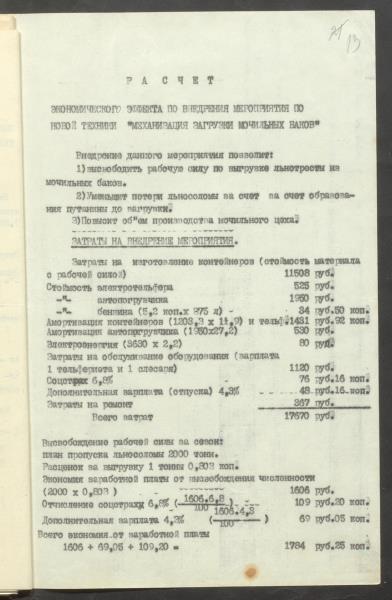 13
Р А С Ч Е Т
ЭКОНОМИЧЕСКОГО ЭФФЕКТА ПО ВНЕДРЕНИЯ МЕРОПРИЯТИЯ ПО
НОВОЙ ТЕХНИКИ "МЕХАНИЗАЦИЯ ЗАГРУЗКИ МОЧИЛЬНЫХ БАКОВ"
Внедрение данного мероприятия позволит:
1)высвободить рабочую силу по выгрузке льнотресты из
мочильных баков.
2)Уменьшит потери льносоломы за счет за счет образова-
ния путанины до загрузки.
3)Повысит об"ем производства мочильного цеха.
ЗАТРАТЫ НА ВНЕДРЕНИЕ МЕРОПРИЯТИЯ.
Затраты на изготовление контейнеров (стоимость материала
с рабочей силой) 11508 руб.
Стоимость электротельфера 525 руб.
-"- автопогрузчика 1950 руб.
-"- бензина (5,2 коп.х 375 л) - 34 руб.50 коп.
Амортизация контейнеров (1203,3 х 11,9) и тельф.1431 руб.92 коп.
Амортизация автопогрузчика (1950х27,2) 530 руб.
Электроэнергия (3630 х 2,2) 80 руб.
Затраты на обслуживание оборудования (зарплата
1 тельфериста и 1 слесаря) 1120 руб.
Соцстрах 6,8% - 76 руб.16 коп.
Дополнительная зарплата (отпуска) 4,3% - 48 руб.16 коп.
Затраты на ремонт 367 руб.
Всего затрат 17670 руб.
Высвобождение рабочей силы за сезон:
план пропуска льносоломы 2000 тонн.
Расценок за выгрузку 1 тонны 0,803 коп.
Экономия заработной платы от высвобождения численности
(2000 х 0,803 ) - 1606 руб.
Отчисление соцстраху 6,8% (1606.6,8 / 100) - 109 руб.20 коп.
Дополнительная зарплата 4,3% (1606.4,3 / 100) 69 руб.05 коп.
Всего экономия от заработной платы
1606 + 69,05 + 109,20 = 1784 руб.25 коп.